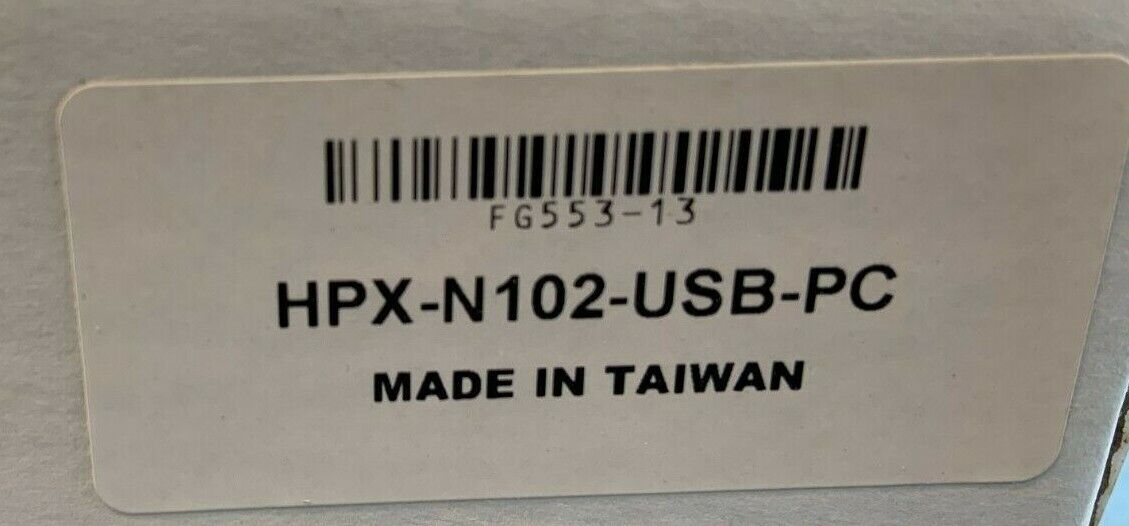 FG553-13
HPX-N102-USB-PC
MADE IN TAIWAN